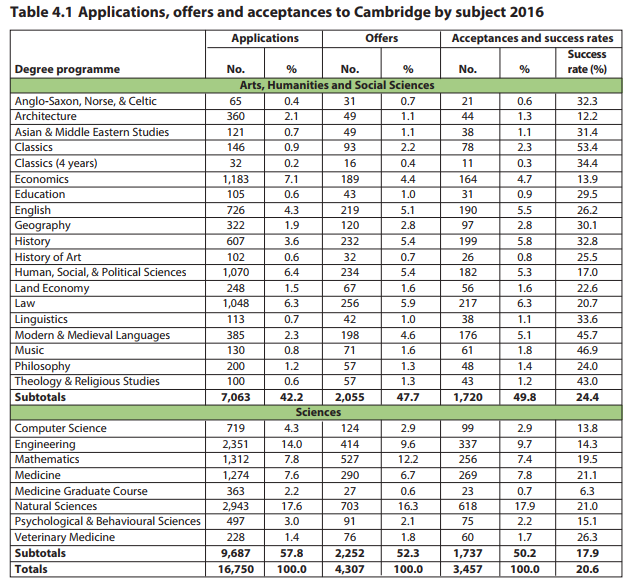 Table 4.1 Applications, offers and acceptances to Cambridge by subject 2016
Applications Offers Acceptances and success rates
Degree programme No. % No. % No. % Success rate (%)
Arts, Humanities and Social Sciences
Anglo-Saxon, Norse, & Celtic 65 0.4 31 0.7 21 0.6 32.3
Architecture 360 2.1 49 1.1 44 1.3 12.2
Asian & Middle Eastern Studies 121 0.7 49 1.1 38 1.1 31.4
Classics 146 0.9 93 2.2 78 2.3 53.4
Classics (4 years) 32 0.2 16 0.4 11 0.3 34.4
Economics 1,183 7.1 189 4.4 164 4.7 13.9
Education 105 0.6 43 1.0 31 0.9 29.5
English 726 4.3 219 5.1 190 5.5 26.2
Geography 322 1.9 120 2.8 97 2.8 30.1
History 607 3.6 232 5.4 199 5.8 32.8
History of Art 102 0.6 32 0.7 26 0.8 25.5
Human, Social, & Political Sciences 1,070 6.4 234 5.4 182 5.3 17.0
Land Economy 248 1.5 67 1.6 56 1.6 22.6
Law 1,048 6.3 256 5.9 217 6.3 20.7
Linguistics 113 0.7 42 1.0 38 1.1 33.6
Modern & Medieval Languages 385 2.3 198 4.6 176 5.1 45.7
Music 130 0.8 71 1.6 61 1.8 46.9
Philosophy 200 1.2 57 1.3 48 1.4 24.0
Theology & Religious Studies 100 0.6 57 1.3 43 1.2 43.0
Subtotals 7,063 42.2 2,055 47.7 1,720 49.8 24.4
Sciences
Computer Science 719 4.3 124 2.9 99 2.9 13.8
Engineering 2,351 14.0 414 9.6 337 9.7 14.3
Mathematics 1,312 7.8 527 12.2 256 7.4 19.5
Medicine 1,274 7.6 290 6.7 269 7.8 21.1
Medicine Graduate Course 363 2.2 27 0.6 23 0.7 6.3
Natural Sciences 2,943 17.6 703 16.3 618 17.9 21.0
Psychological & Behavioural Sciences 497 3.0 91 2.1 75 2.2 15.1
Veterinary Medicine 228 1.4 76 1.8 60 1.7 26.3
Subtotals 9,687 57.8 2,252 52.3 1,737 50.2 17.9
Totals 16,750 100.0 4,307 100.0 3,457 100.0 20.6